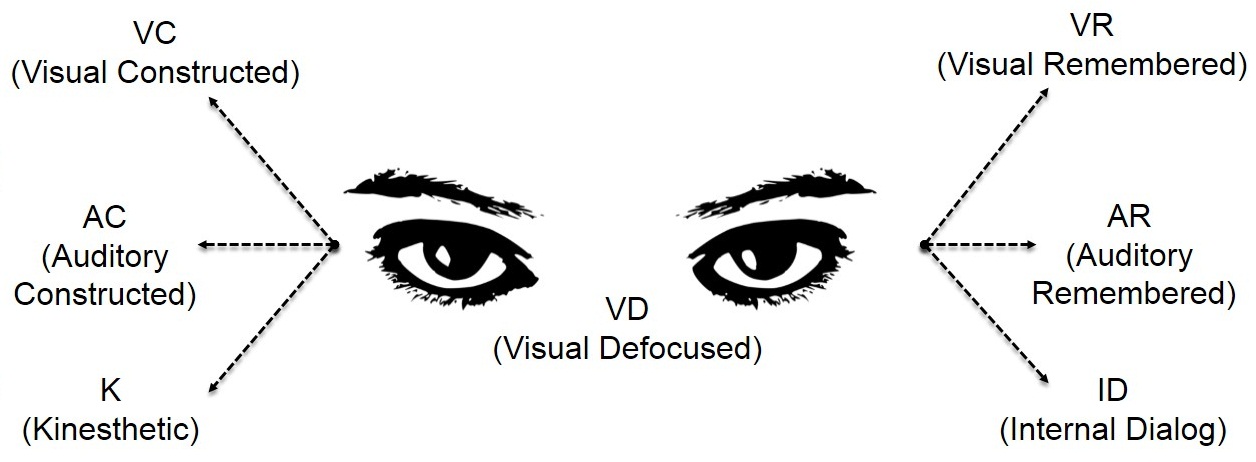 VC
(Visual Constructed)
VR
(Visual Remembered)
AC
(Auditory
Constructed)
AR
(Auditory
Remembered)
VD
(Visual Defocused)
K
(Kinesthetic)
ID
(Internal Dialog)